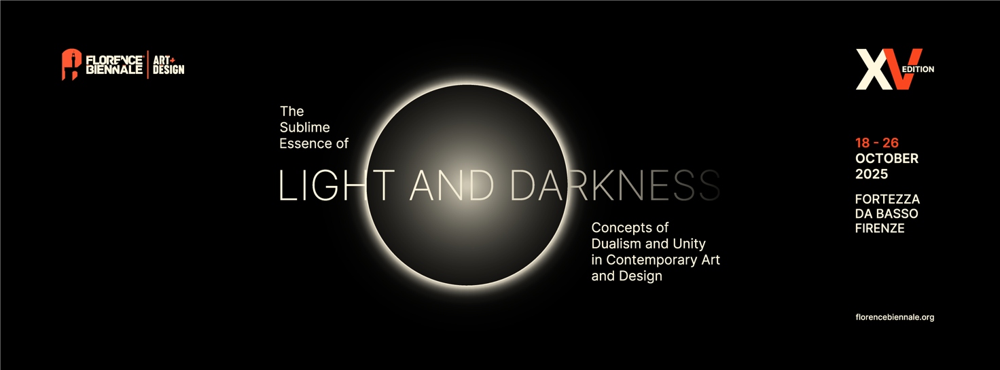 FLORENCE
BIENNALE
ART+
DESIGN
The
Sublime
Essence of
LIGHT AND DARKNESS
Concepts of
Dualism and Unity
in Contemporary Art
and Design
XV
EDITION
18 - 26
OCTOBER
2025
FORTEZZA
DA BASSO
FIRENZE
florencebiennale.org